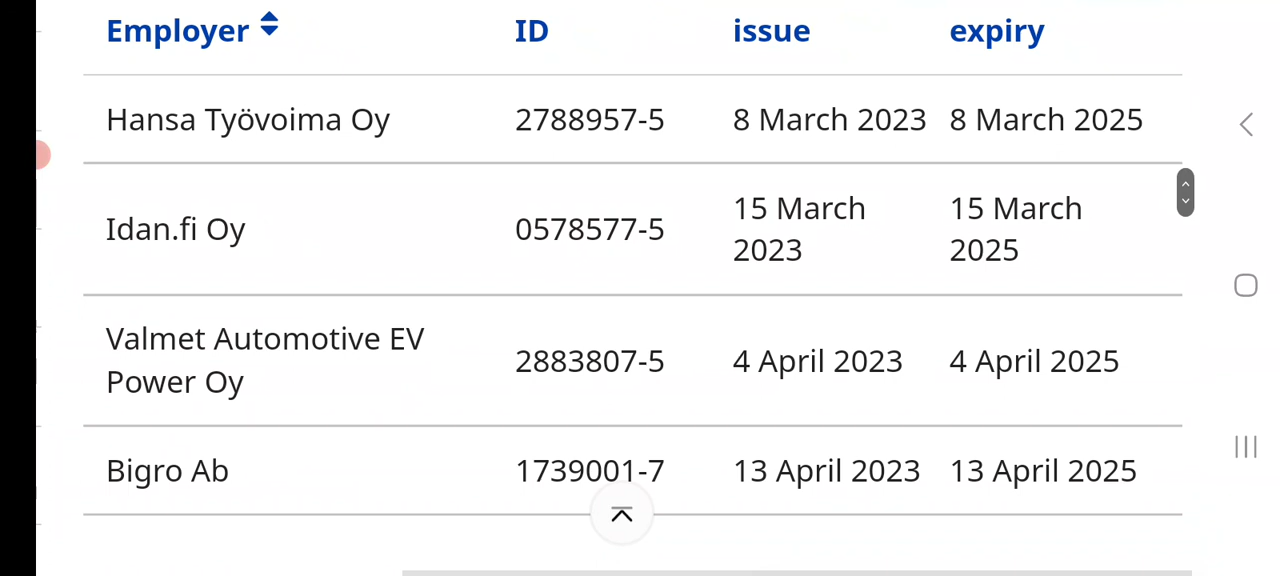 Employer ID issue expiry
Hansa Työvoima Oy 2788957-5 8 March 2023 8 March 2025
Idan.fi Oy 0578577-5 15 March 2023 15 March 2025
Valmet Automotive EV Power Oy 2883807-5 4 April 2023 4 April 2025
Bigro Ab 1739001-7 13 April 2023 13 April 2025